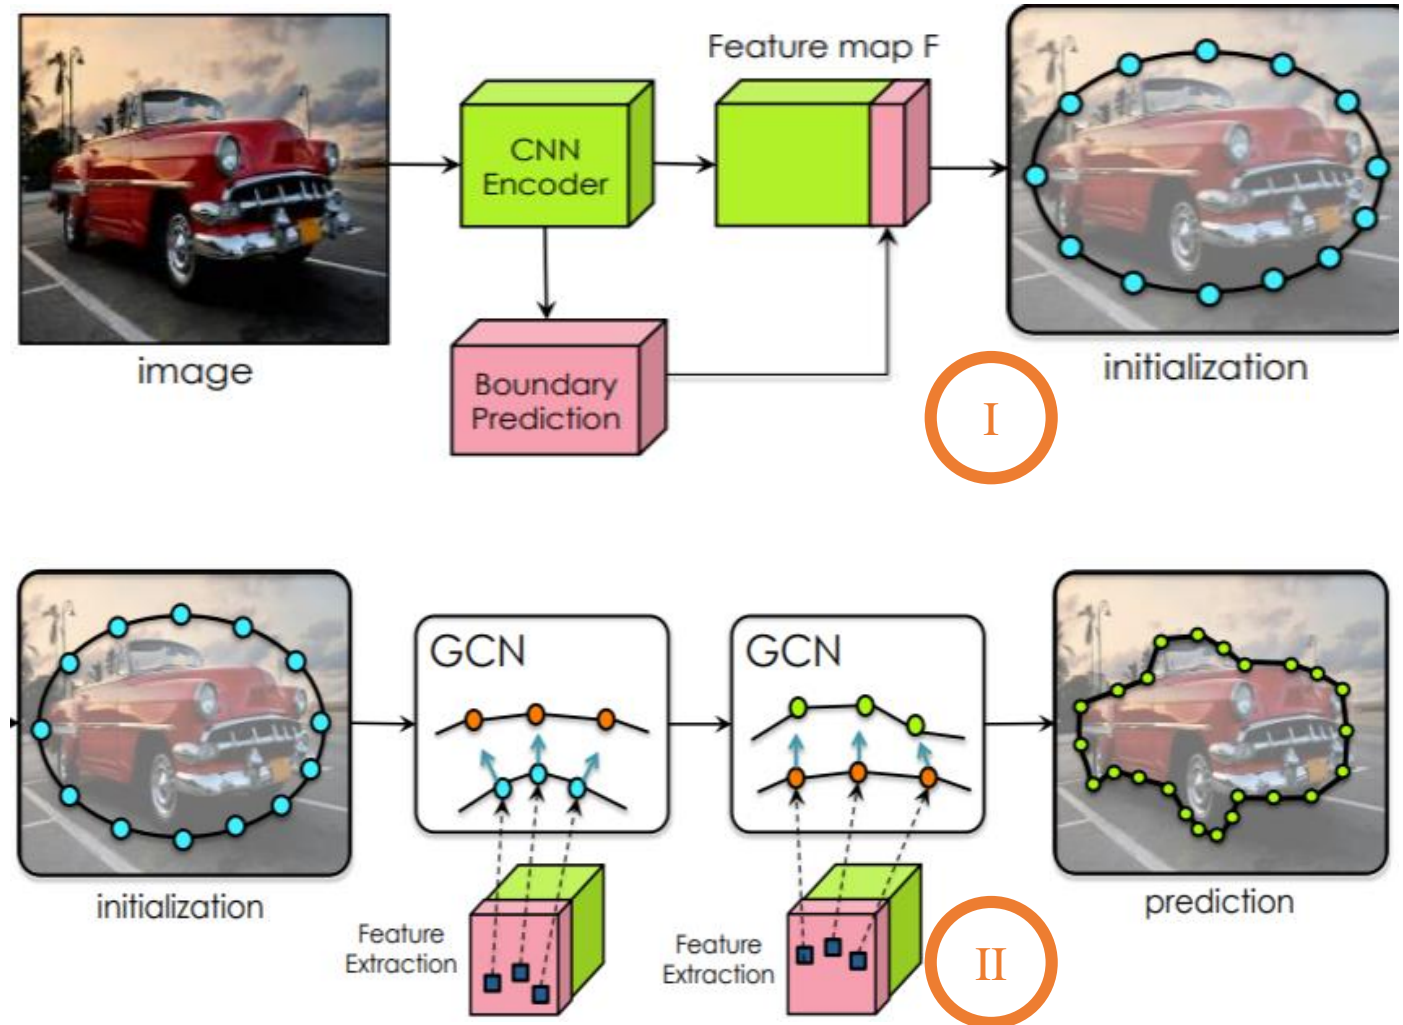 Feature map F
CNN
Encoder
image
Boundary
Prediction
initialization
I
GCN
GCN
initialization
Feature
Extraction
Feature
Extraction
prediction
II